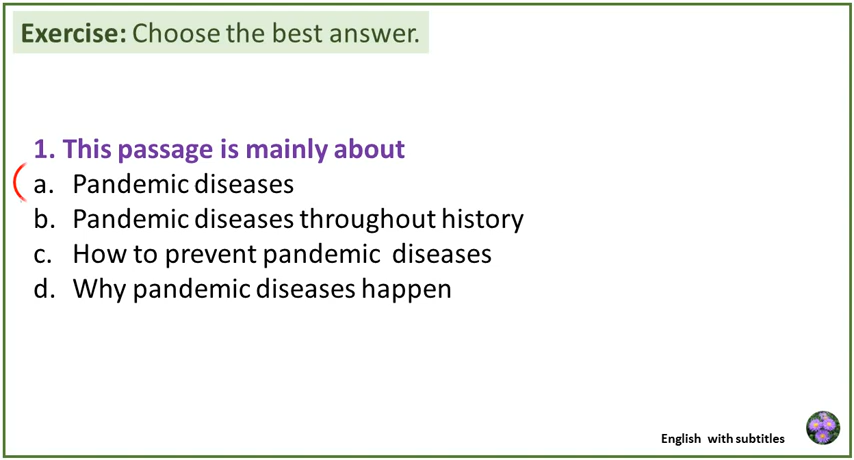 Exercise: Choose the best answer.
1. This passage is mainly about
a. Pandemic diseases
b. Pandemic diseases throughout history
c. How to prevent pandemic diseases
d. Why pandemic diseases happen
English with subtitles